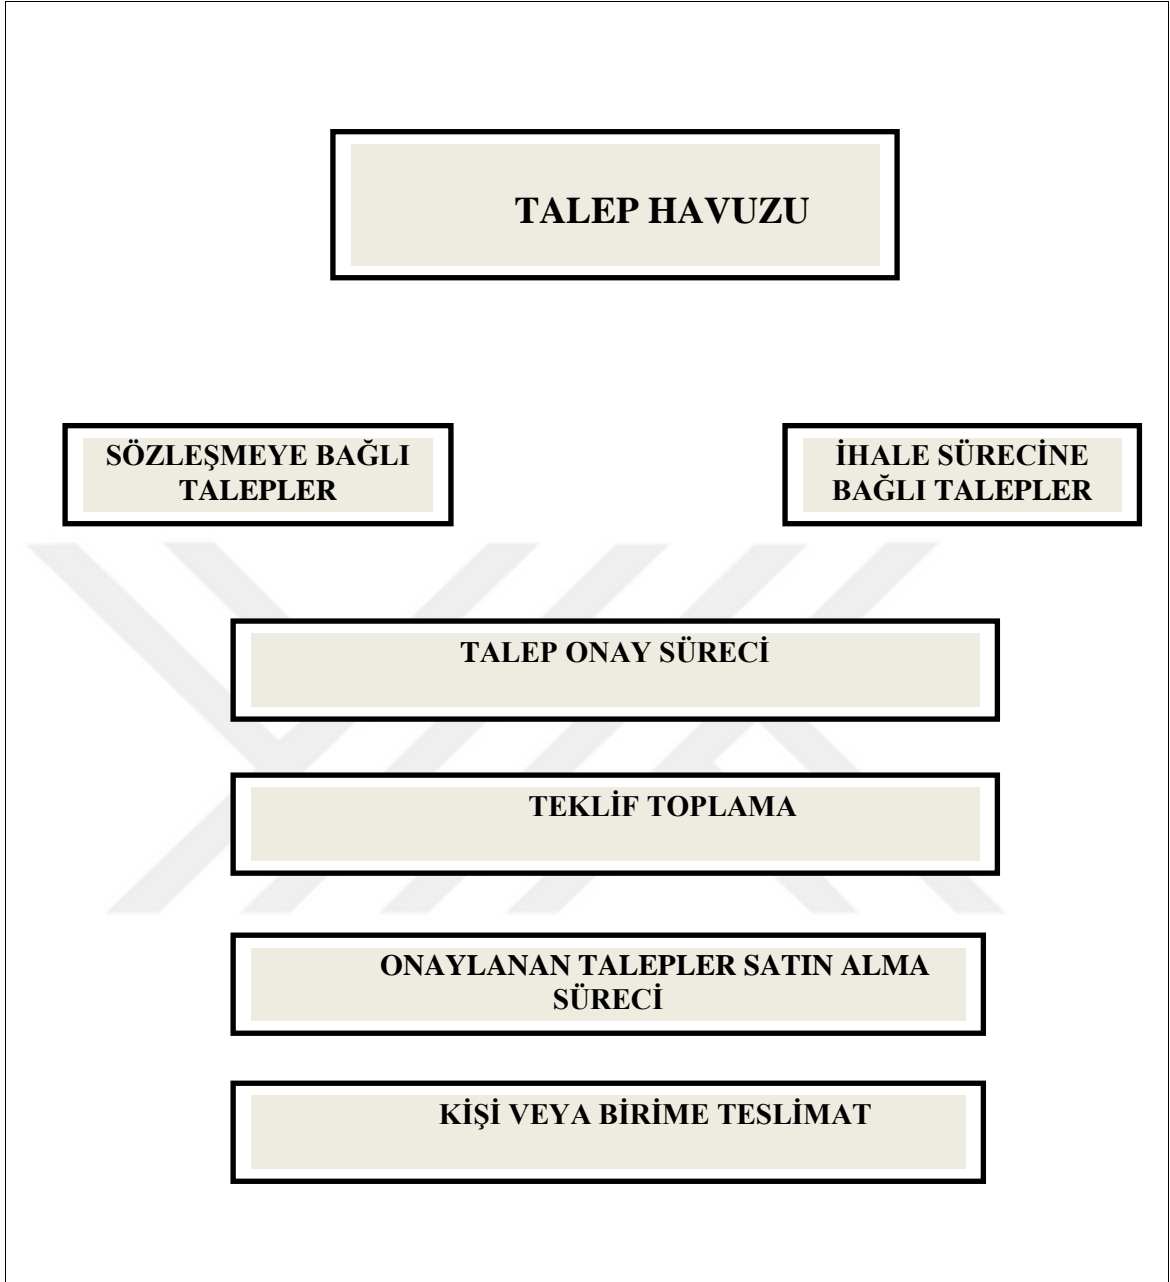 TALEP HAVUZU
SÖZLEŞMEYE BAĞLI
TALEPLER
İHALE SÜRECİNE
BAĞLI TALEPLER
TALEP ONAY SÜRECİ
TEKLİF TOPLAMA
ONAYLANAN TALEPLER SATIN ALMA
SÜRECİ
KİŞİ VEYA BİRİME TESLİMAT